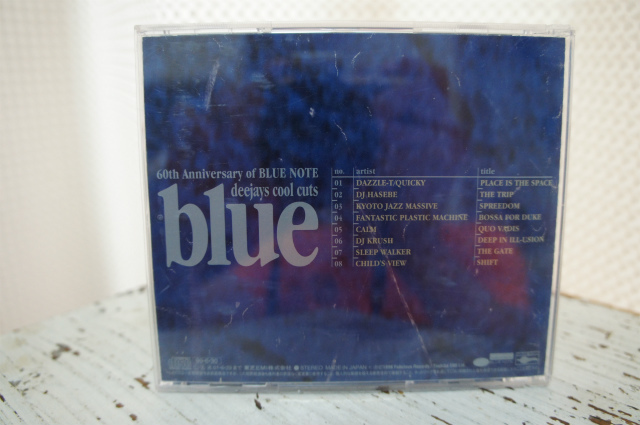 60th Anniversary of BLUE NOTE
deejays cool cuts
blue
no. artist title
01 DAZZLE-T/QUICKY PLACE IS THE SPACE
02 DJ HASEBE THE TRIP
03 KYOTO JAZZ MASSIVE SPREEDOM
04 FANTASTIC PLASTIC MACHINE BOSSA FOR DUKE
05 CALM QUO VADIS
06 DJ KRUSH DEEP IN ILL-USION
07 SLEEP WALKER THE GATE
08 CHILD'S VIEW SHIFT
STEREO MADE IN JAPAN